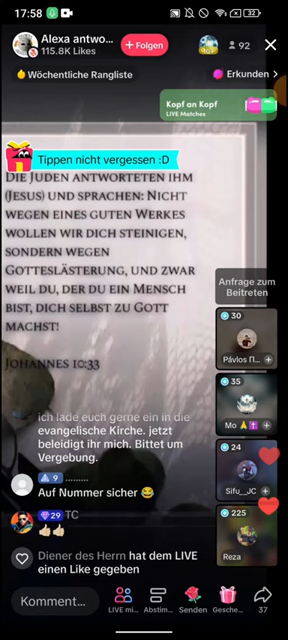 17:58
32
Alexa antwo...
115.8K Likes
+ Folgen
92
Wöchentliche Rangliste
Erkunden >
Kopf an Kopf
LIVE Matches
Tippen nicht vergessen :D
DIE JUDEN ANTWORTETEN IHM
(JESUS) UND SPRACHEN: NICHT
WEGEN EINES GUTEN WERKES
WOLLEN WIR DICH STEINIGEN,
SONDERN WEGEN
GOTTESLÄSTERUNG, UND ZWAR
WEIL DU, DER DU EIN MENSCH
BIST, DICH SELBST ZU GOTT
MACHST!
JOHANNES 10:33
Anfrage zum
Beitreten
30
Pávlos Π...
35
Mo
24
Sifu_JC
225
Reza
ich lade euch gerne ein in die
evangelische Kirche. jetzt
beleidigt ihr mich. Bittet um
Vergebung.
9 .........
Auf Nummer sicher 😂
29 TC
👍🏻👍🏻
Diener des Herrn hat dem LIVE
einen Like gegeben
Komment...
LIVE mi...
Abstim...
Senden
Gesche...
37